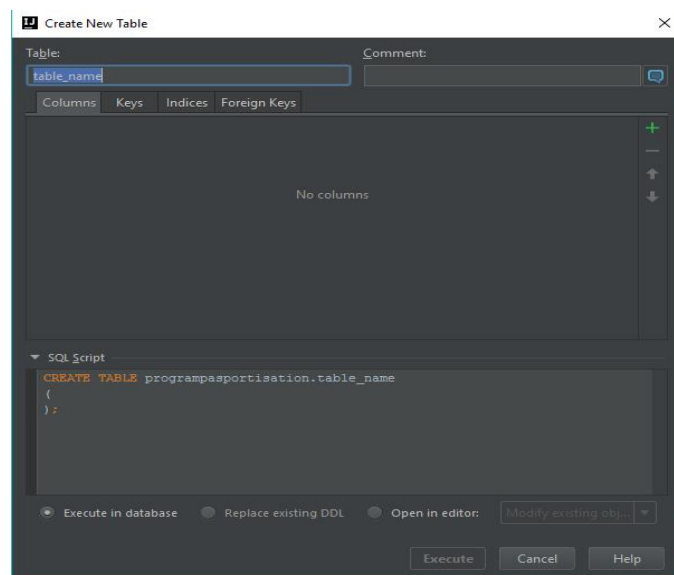 IJ Create New Table
Table: Comment:
table_name
Columns Keys Indices Foreign Keys
No columns
SQL Script
CREATE TABLE programpasportisation.table_name
(
);
Execute in database Replace existing DDL Open in editor: Modify existing obj...
Execute Cancel Help